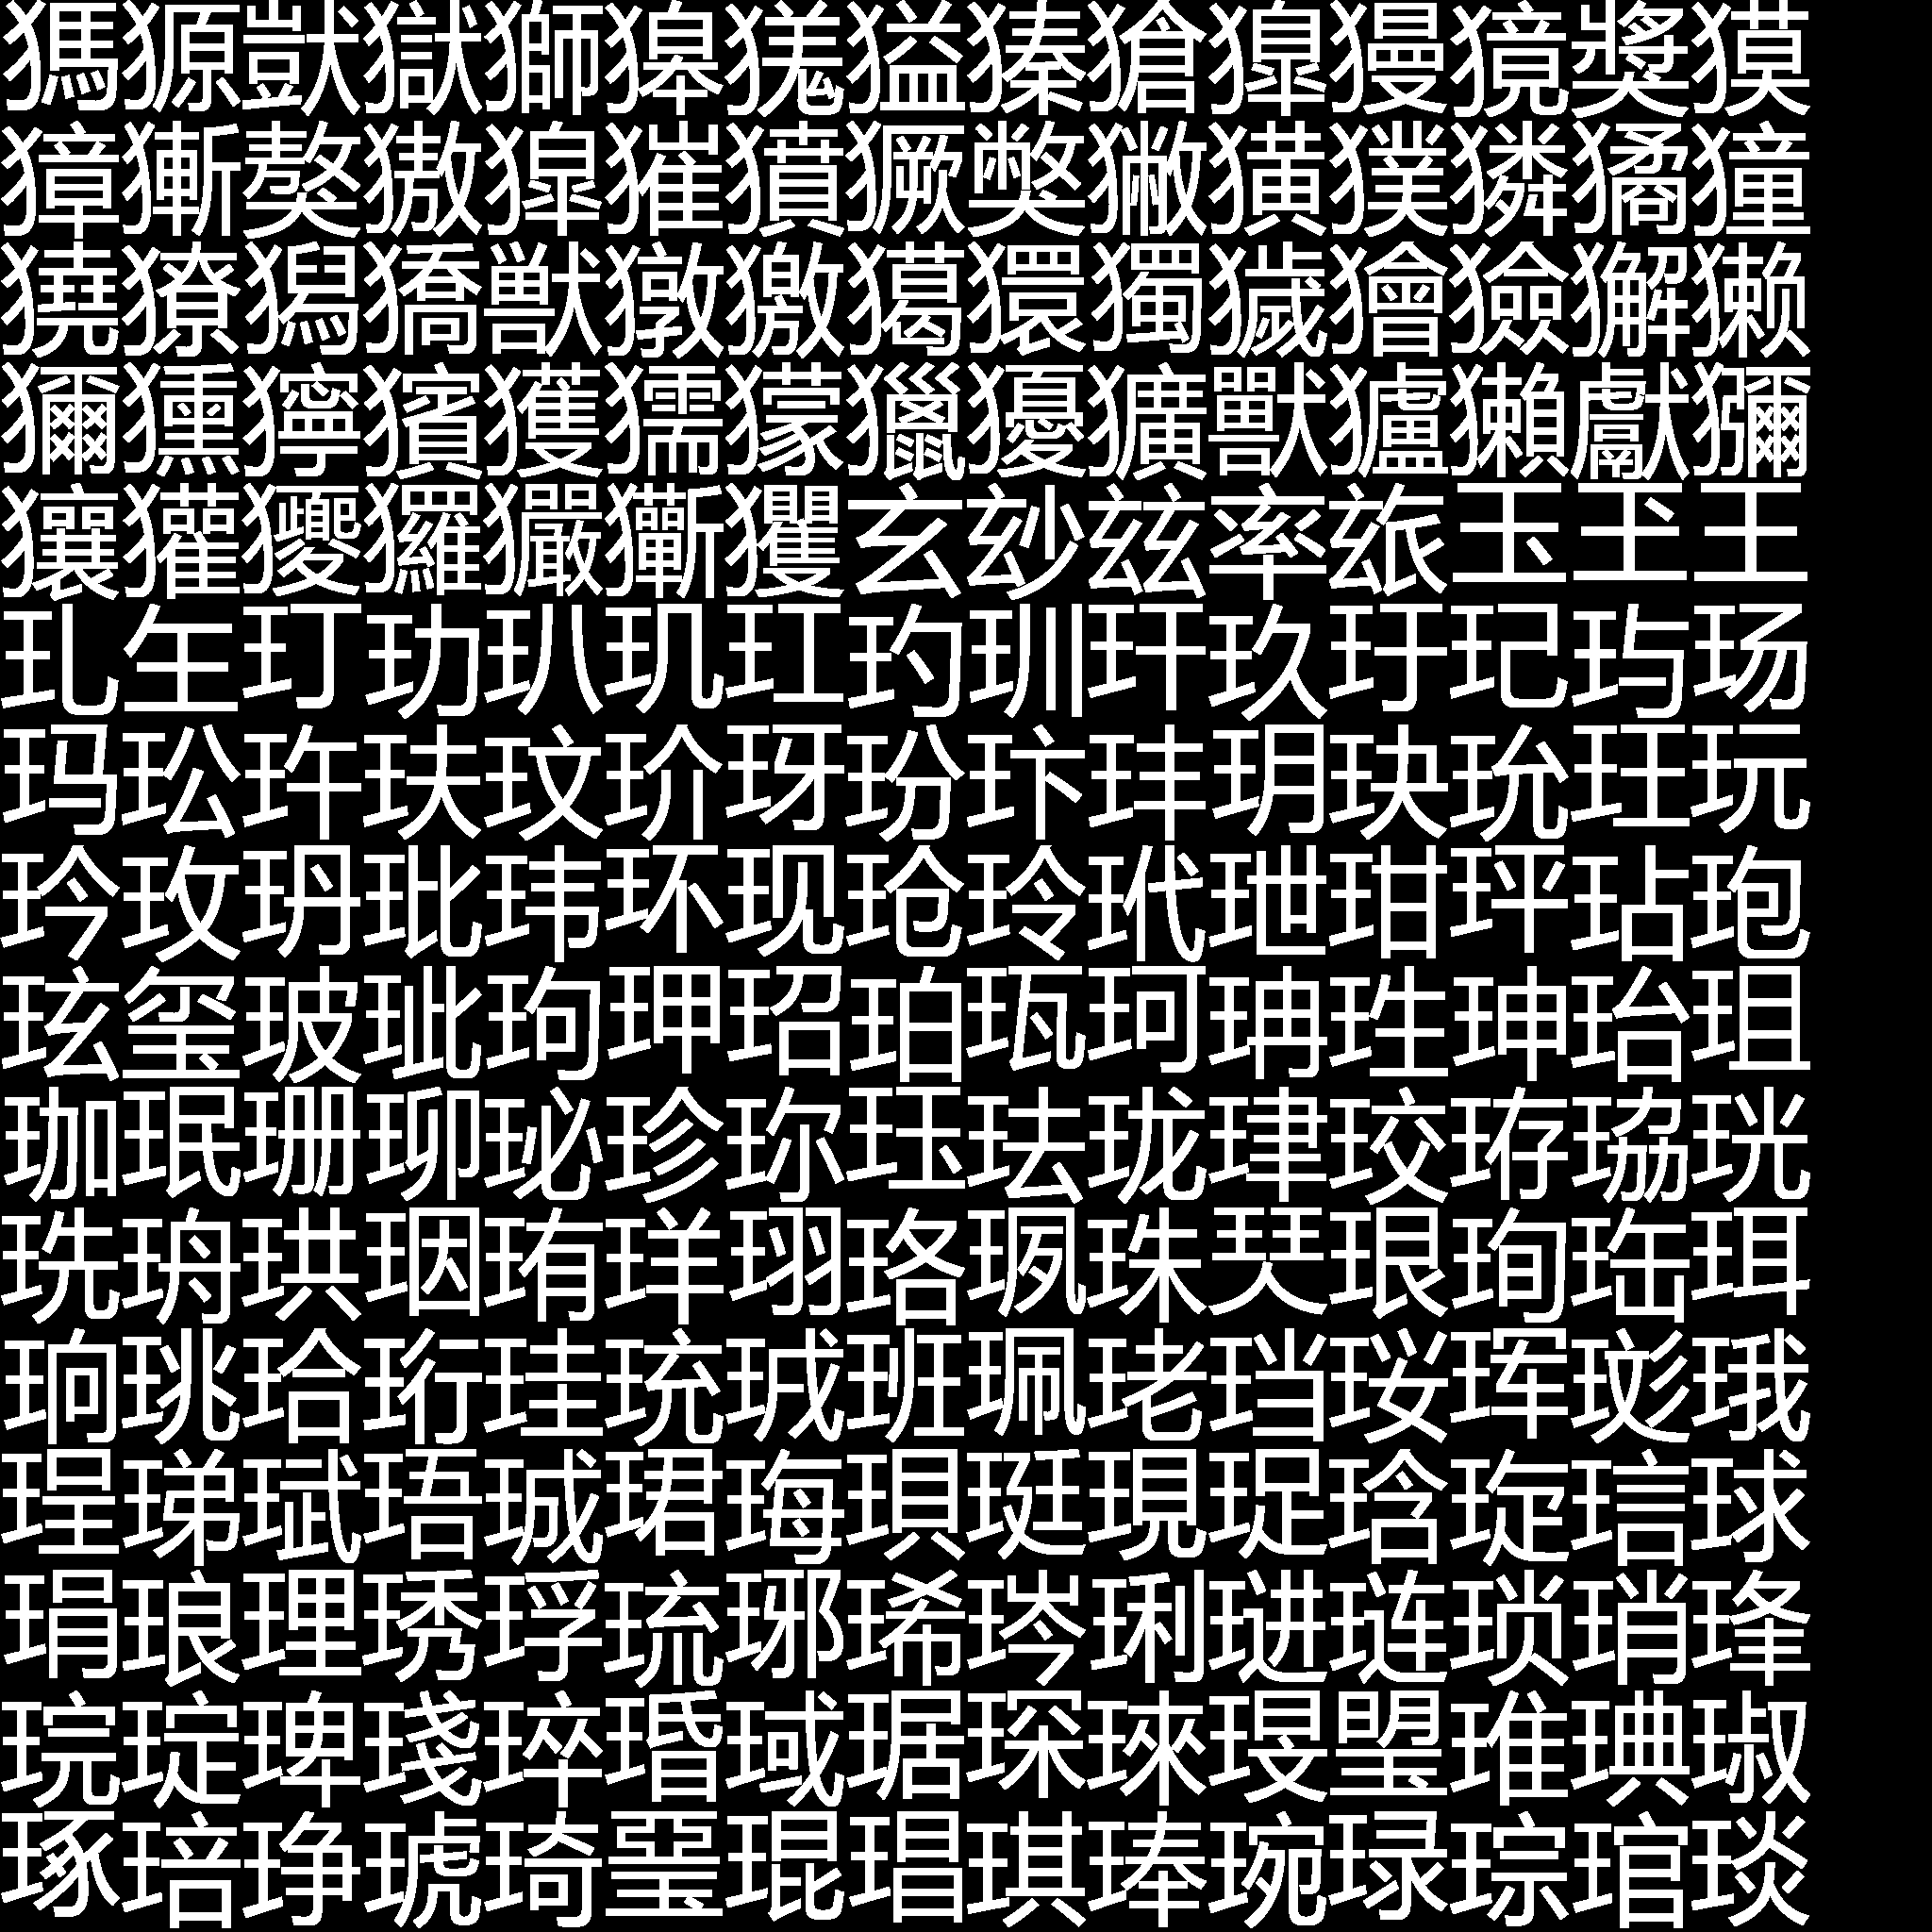 獁獂獃獄獅獆獇獈獉獊獋獌獍獎獏
獐獑獒獓獔獕獖獗獘獙獚獛獜獝獞
獟獠獡獢獣獤獥獦獧獨獩獪獫獬獭
獮獯獰獱獲獳獴獵獶獷獸獹獺獻獼
獽獾獿玀玁玂玃玄玅玆率玈玉玊王
玌玍玎玏玐玑玒玓玔玕玖玗玘玙玚
玛玜玝玞玟玠玡玢玣玤玥玦玧玨玩
玪玫玬玭玮环现玱玲玳玴玵玶玷玸
玹玺玻玼玽玾玿珀珁珂珃珄珅珆珇
珈珉珊珋珌珍珎珏珐珑珒珓珔珕珖
珗珘珙珚珛珜珝珞珟珠珡珢珣珤珥
珦珧珨珩珪珫珬班珮珯珰珱珲珳珴
珵珶珷珸珹珺珻珼珽現珿琀琁琂球
琄琅理琇琈琉琊琋琌琍琎琏琐琑琒
琓琔琕琖琗琘琙琚琛琜琝琞琟琠琡
琢琣琤琥琦琧琨琩琪琫琬琭琮琯琰